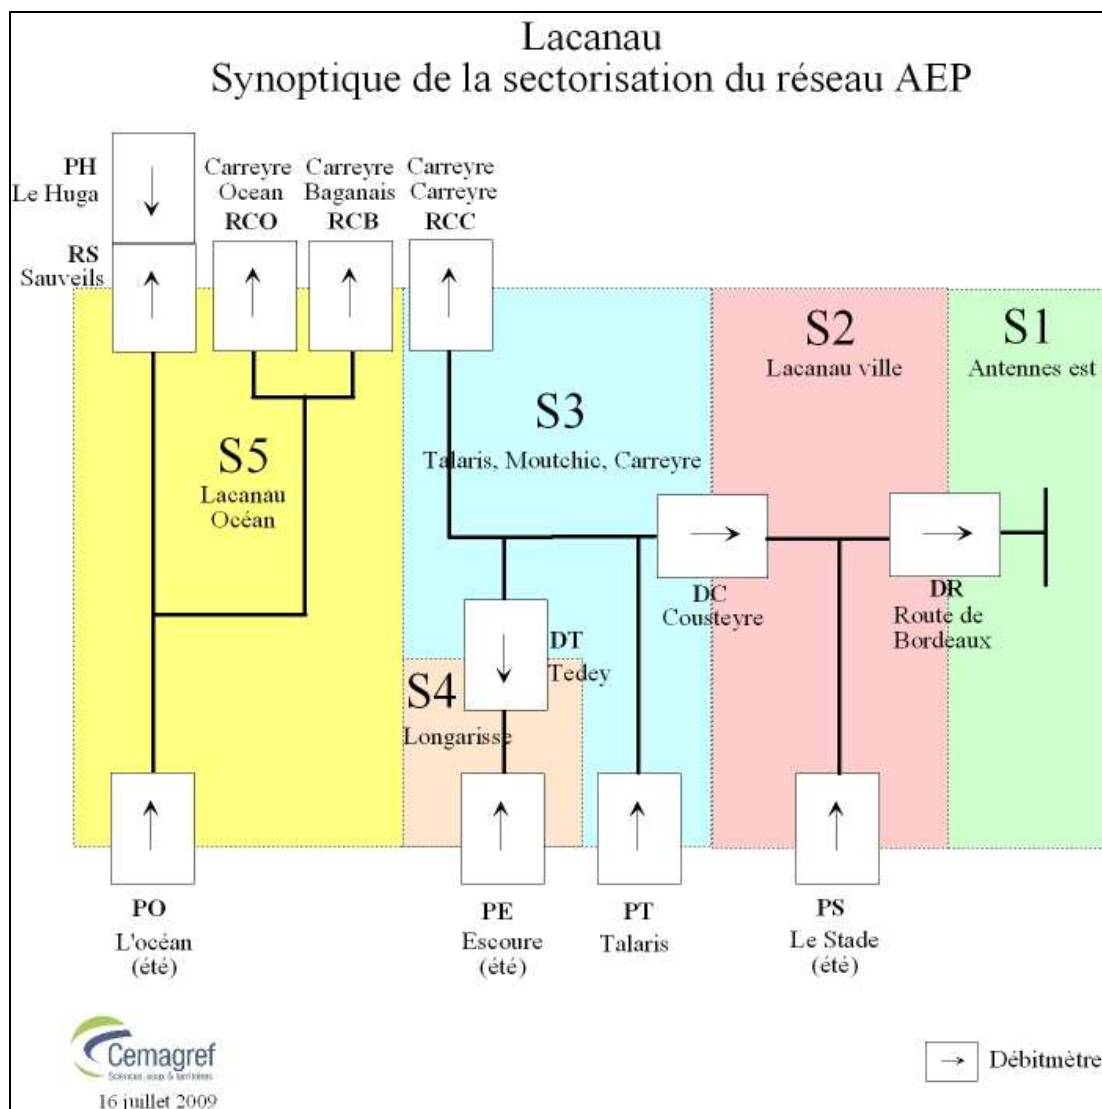 Lacanau
Synoptique de la sectorisation du réseau AEP
PH
Le Huga
RS
Sauveils
Carreyre
Ocean
RCO
Carreyre
Baganais
RCB
Carreyre
Carreyre
RCC
S5
Lacanau
Océan
S3
Talaris, Moutchic, Carreyre
S2
Lacanau ville
S1
Antennes est
DC
Cousteyre
DR
Route de
Bordeaux
DT
Tedey
S4
Longarisse
PO
L'océan
(été)
PE
Escoure
(été)
PT
Talaris
PS
Le Stade
(été)
Cemagref
Sciences, eaux & territoires
16 juillet 2009
Débitmètre